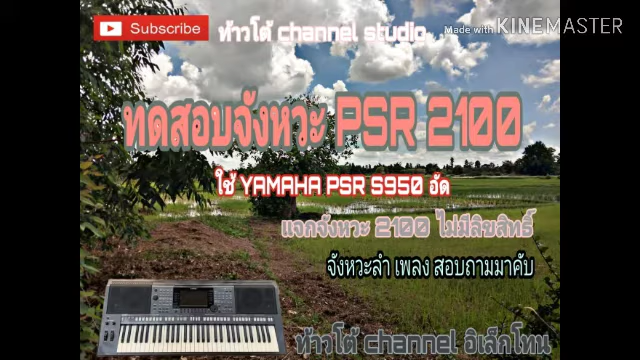 Subscribe
ท้าวโต้ channel studio
Made with KINEMASTER
ทดสอบจังหวะ PSR 2100
ใช้ YAMAHA PSR S950 อัด
แจกจังหวะ 2100 ไม่มีลิขสิทธิ์
จังหวะลำ เพลง สอบถามมาคับ
ท้าวโต้ channel อิเล็กโทน